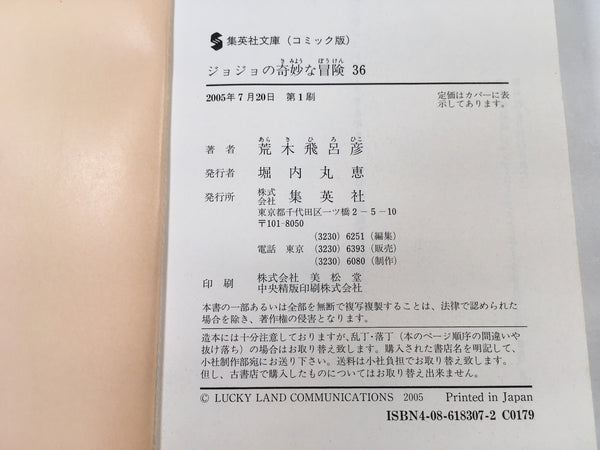 集英社文庫（コミック版）
ジョジョの奇妙な冒険 36
2005年7月20日 第1刷
定価はカバーに表
示してあります。
著者 荒木飛呂彦
発行者 堀内丸恵
発行所 株式会社 集英社
東京都千代田区一ツ橋2－5－10
〒101-8050
(3230) 6251 (編集)
電話 東京 (3230) 6393 (販売)
(3230) 6080 (制作)
印刷 株式会社 美松堂
中央精版印刷株式会社
本書の一部あるいは全部を無断で複写複製することは、法律で認められた
場合を除き、著作権の侵害となります。
造本には十分注意しておりますが、乱丁・落丁（本のページ順序の間違いや
抜け落ち）の場合はお取り替え致します。購入された書店名を明記して、
小社制作部宛にお送り下さい。送料は小社負担でお取り替え致します。
但し、古書店で購入したものについてはお取り替え出来ません。
© LUCKY LAND COMMUNICATIONS 2005 Printed in Japan
ISBN4-08-618307-2 C0179